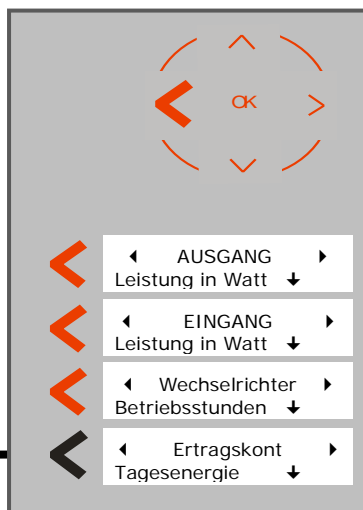 OK
AUSGANG
Leistung in Watt
EINGANG
Leistung in Watt
Wechselrichter
Betriebsstunden
Ertragskont
Tagesenergie